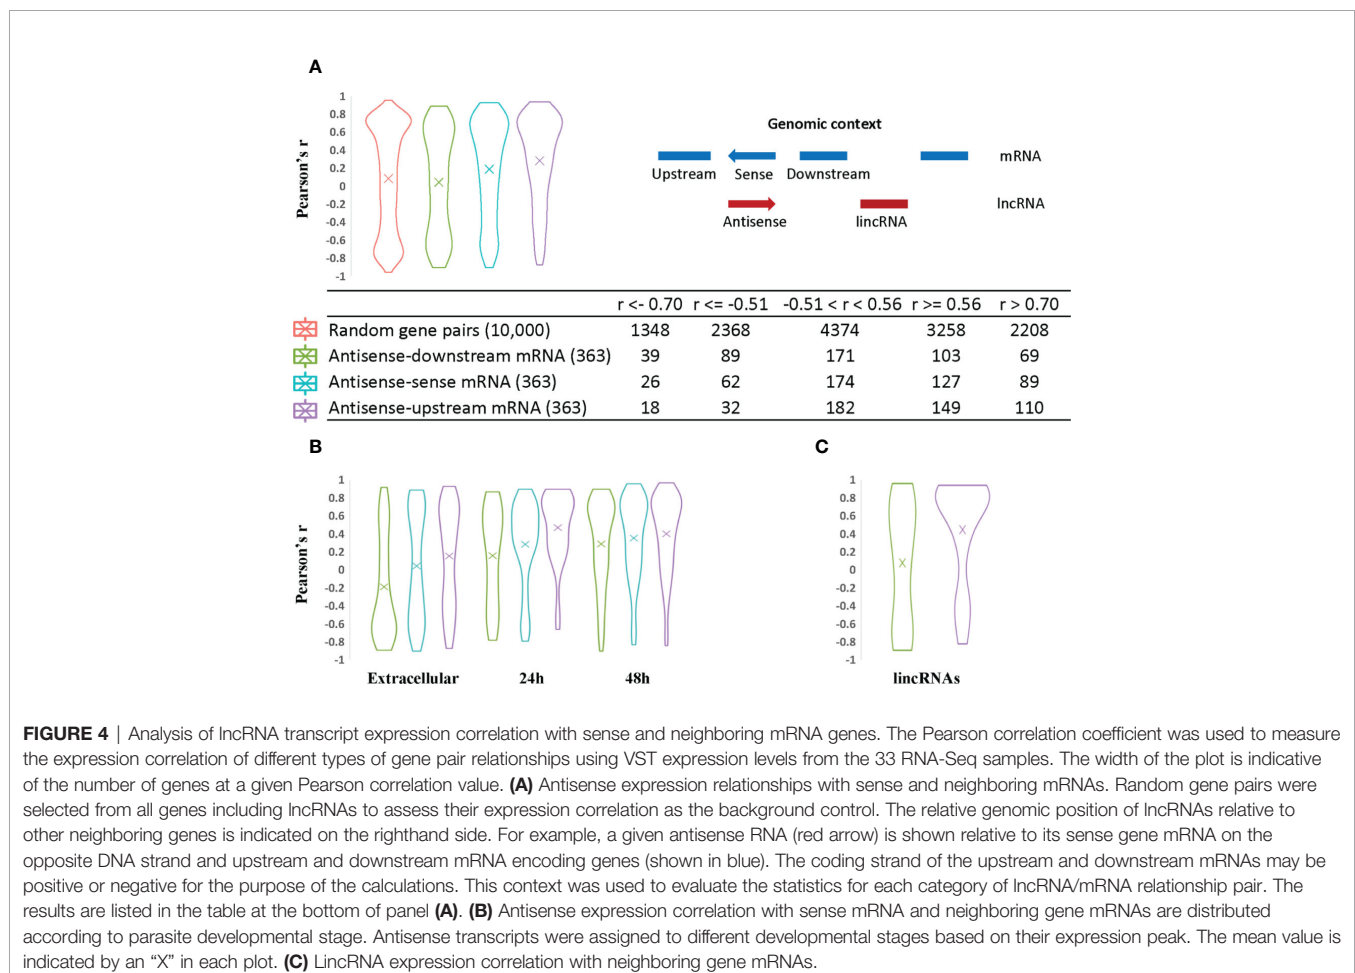 A
Pearson's r
1
0.8
0.6
0.4
0.2
0
-0.2
-0.4
-0.6
-0.8
-1
Genomic context
mRNA
Upstream Sense Downstream
lncRNA
Antisense lincRNA
r <- 0.70 r <= -0.51 -0.51 < r < 0.56 r >= 0.56 r > 0.70
Random gene pairs (10,000) 1348 2368 4374 3258 2208
Antisense-downstream mRNA (363) 39 89 171 103 69
Antisense-sense mRNA (363) 26 62 174 127 89
Antisense-upstream mRNA (363) 18 32 182 149 110
B
Pearson's r
1
0.8
0.6
0.4
0.2
0
-0.2
-0.4
-0.6
-0.8
-1
Extracellular 24h 48h
C
1
0.8
0.6
0.4
0.2
0
-0.2
-0.4
-0.6
-0.8
-1
lincRNAs
FIGURE 4 | Analysis of lncRNA transcript expression correlation with sense and neighboring mRNA genes. The Pearson correlation coefficient was used to measure
the expression correlation of different types of gene pair relationships using VST expression levels from the 33 RNA-Seq samples. The width of the plot is indicative
of the number of genes at a given Pearson correlation value. (A) Antisense expression relationships with sense and neighboring mRNAs. Random gene pairs were
selected from all genes including lncRNAs to assess their expression correlation as the background control. The relative genomic position of lncRNAs relative to
other neighboring genes is indicated on the righthand side. For example, a given antisense RNA (red arrow) is shown relative to its sense gene mRNA on the
opposite DNA strand and upstream and downstream mRNA encoding genes (shown in blue). The coding strand of the upstream and downstream mRNAs may be
positive or negative for the purpose of the calculations. This context was used to evaluate the statistics for each category of lncRNA/mRNA relationship pair. The
results are listed in the table at the bottom of panel (A). (B) Antisense expression correlation with sense mRNA and neighboring gene mRNAs are distributed
according to parasite developmental stage. Antisense transcripts were assigned to different developmental stages based on their expression peak. The mean value is
indicated by an “X” in each plot. (C) LincRNA expression correlation with neighboring gene mRNAs.